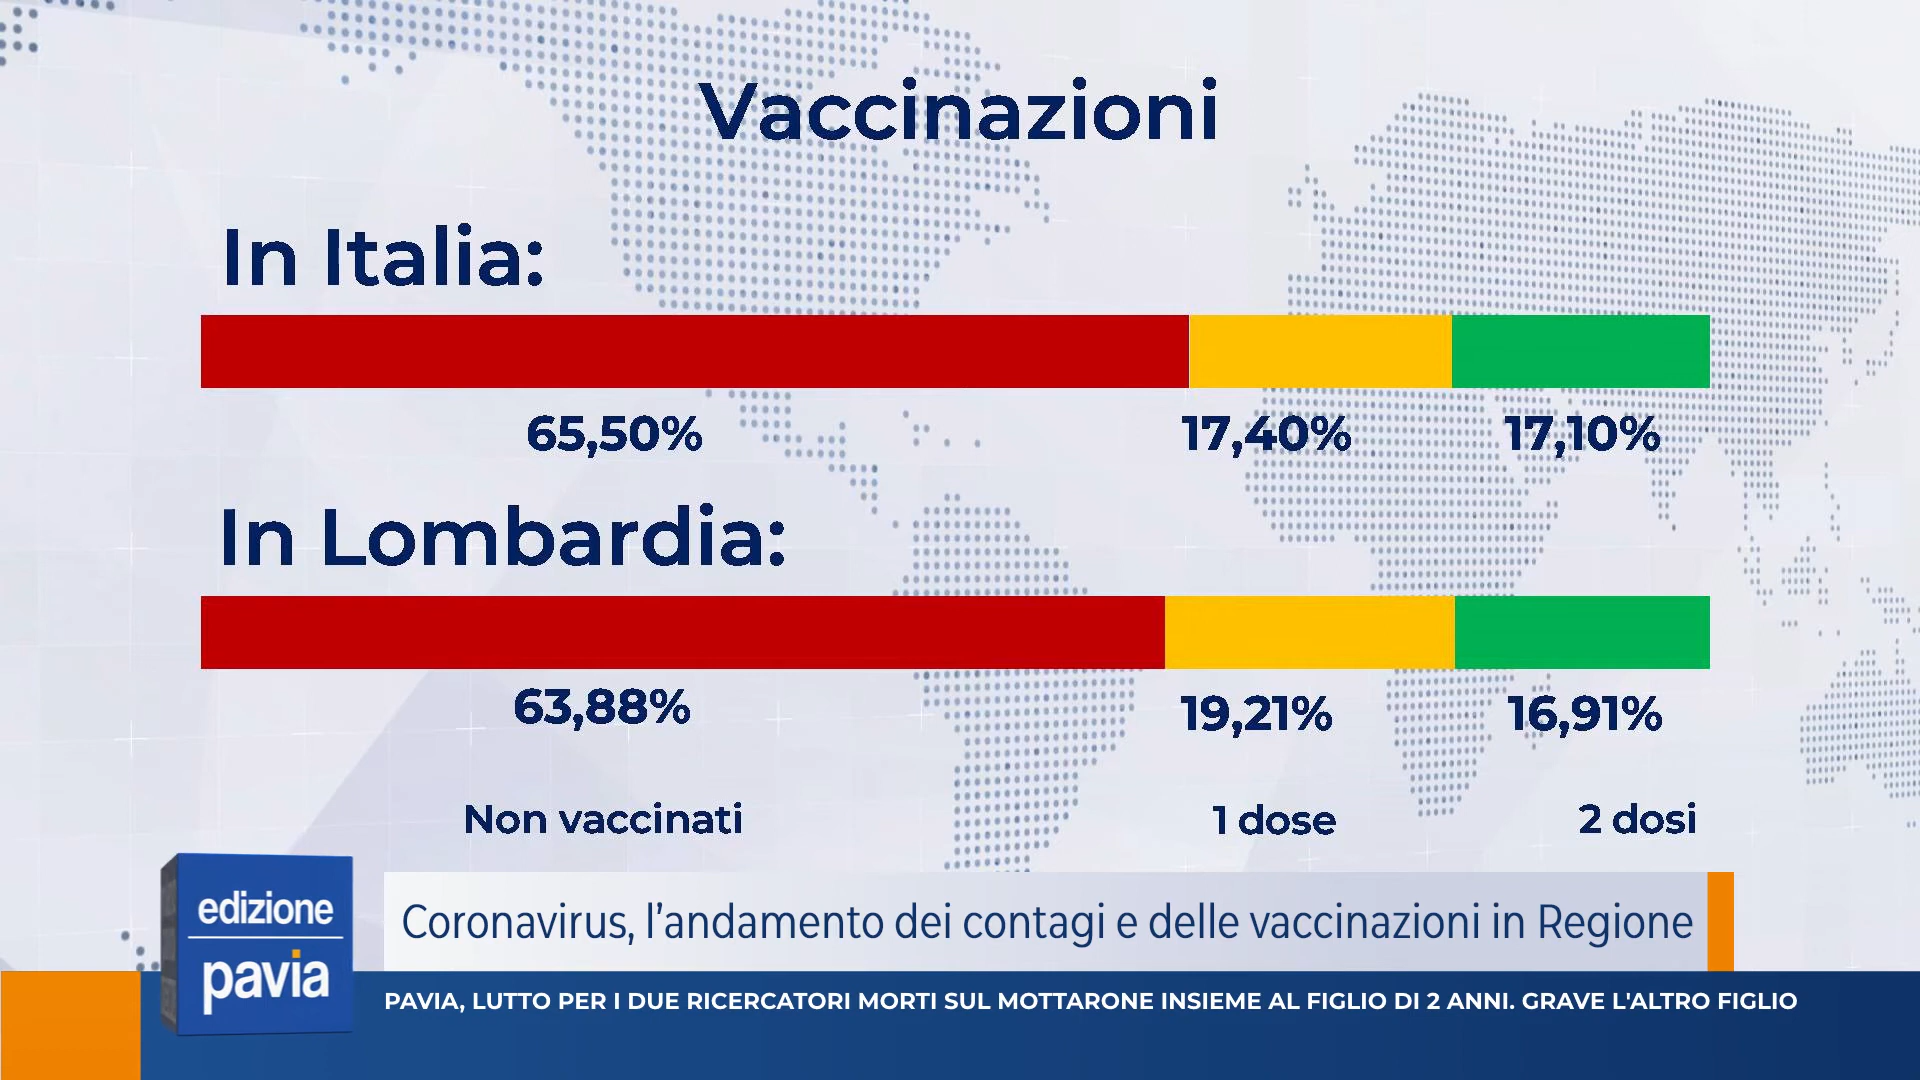 Vaccinazioni
In Italia:
65,50% 17,40% 17,10%
In Lombardia:
63,88% 19,21% 16,91%
Non vaccinati 1 dose 2 dosi
edizione
pavia
Coronavirus, l'andamento dei contagi e delle vaccinazioni in Regione
PAVIA, LUTTO PER I DUE RICERCATORI MORTI SUL MOTTARONE INSIEME AL FIGLIO DI 2 ANNI. GRAVE L'ALTRO FIGLIO